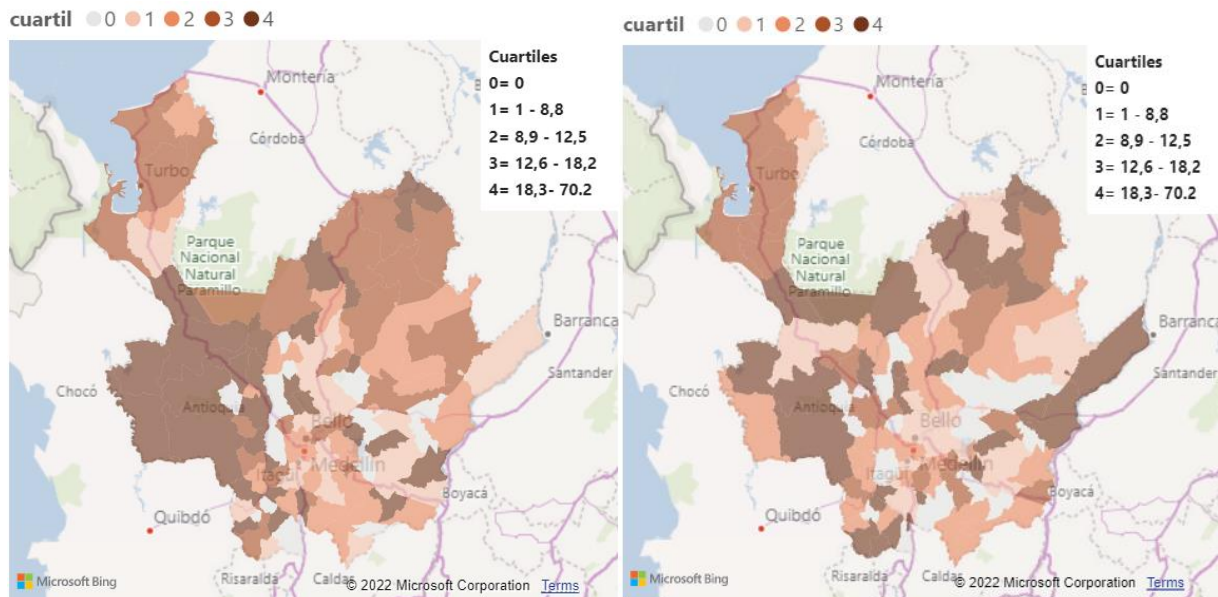 cuartil 0 1 2 3 4
Cuartiles
0= 0
1= 1 - 8,8
2= 8,9 - 12,5
3= 12,6 - 18,2
4= 18,3- 70.2
Montería
Córdoba
Turbo
Parque
Nacional
Natural
Paramillo
Barranca
Santander
Chocó
Antioquia
Bello
Medellín
Itagüí
Boyacá
Quibdó
Risaralda
Caldas
Microsoft Bing
© 2022 Microsoft Corporation Terms
cuartil 0 1 2 3 4
Cuartiles
0= 0
1= 1 - 8,8
2= 8,9 - 12,5
3= 12,6 - 18,2
4= 18,3- 70.2
Montería
Córdoba
Turbo
Parque
Nacional
Natural
Paramillo
Barranca
Santander
Chocó
Antioquia
Bello
Itagüí
Medellín
Boyacá
Quibdó
Risaralda
Caldas
Microsoft Bing
© 2022 Microsoft Corporation Terms